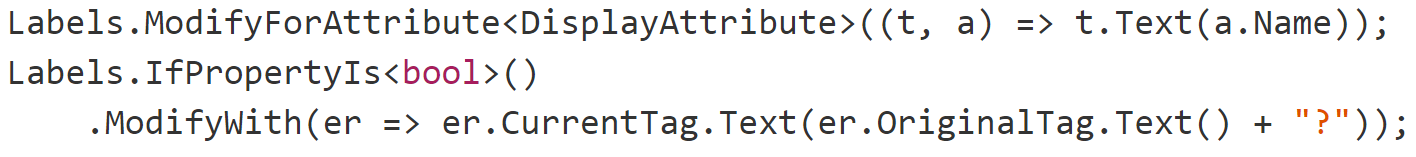 Labels.ModifyForAttribute<DisplayAttribute>((t, a) => t.Text(a.Name));
Labels.IfPropertyIs<bool>()
    .ModifyWith(er => er.CurrentTag.Text(er.OriginalTag.Text() + "?"));